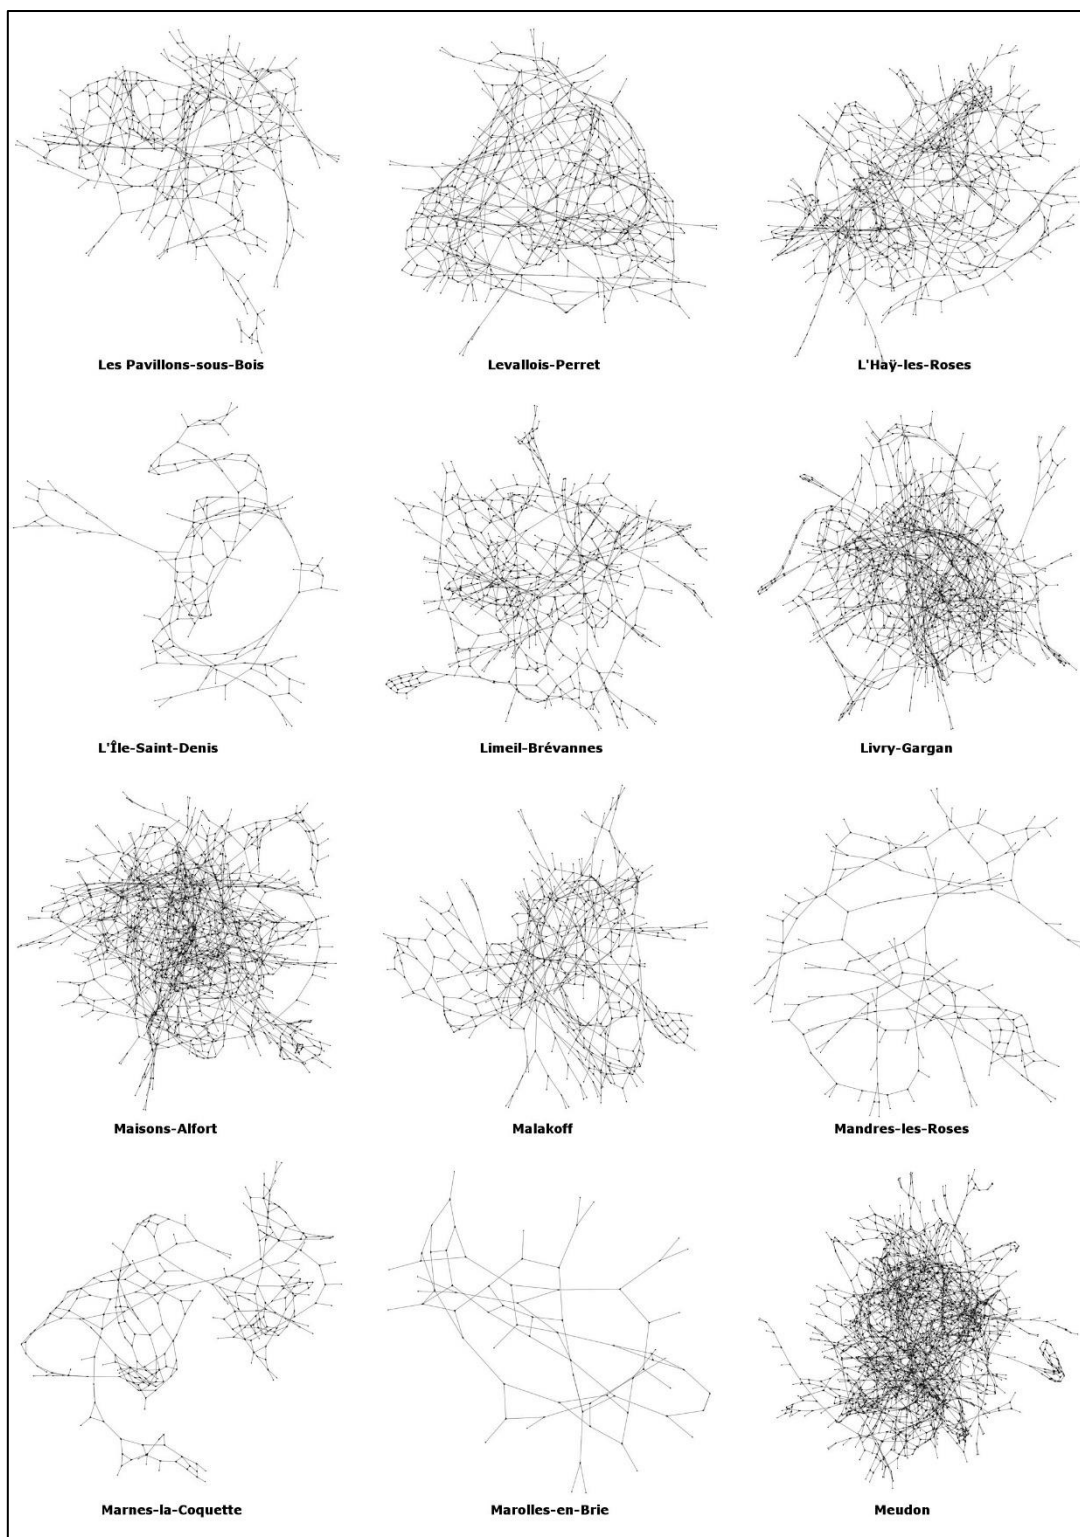 Les Pavillons-sous-Bois
Levallois-Perret
L'Haÿ-les-Roses
L'Île-Saint-Denis
Limeil-Brévannes
Livry-Gargan
Maisons-Alfort
Malakoff
Mandres-les-Roses
Marnes-la-Coquette
Marolles-en-Brie
Meudon